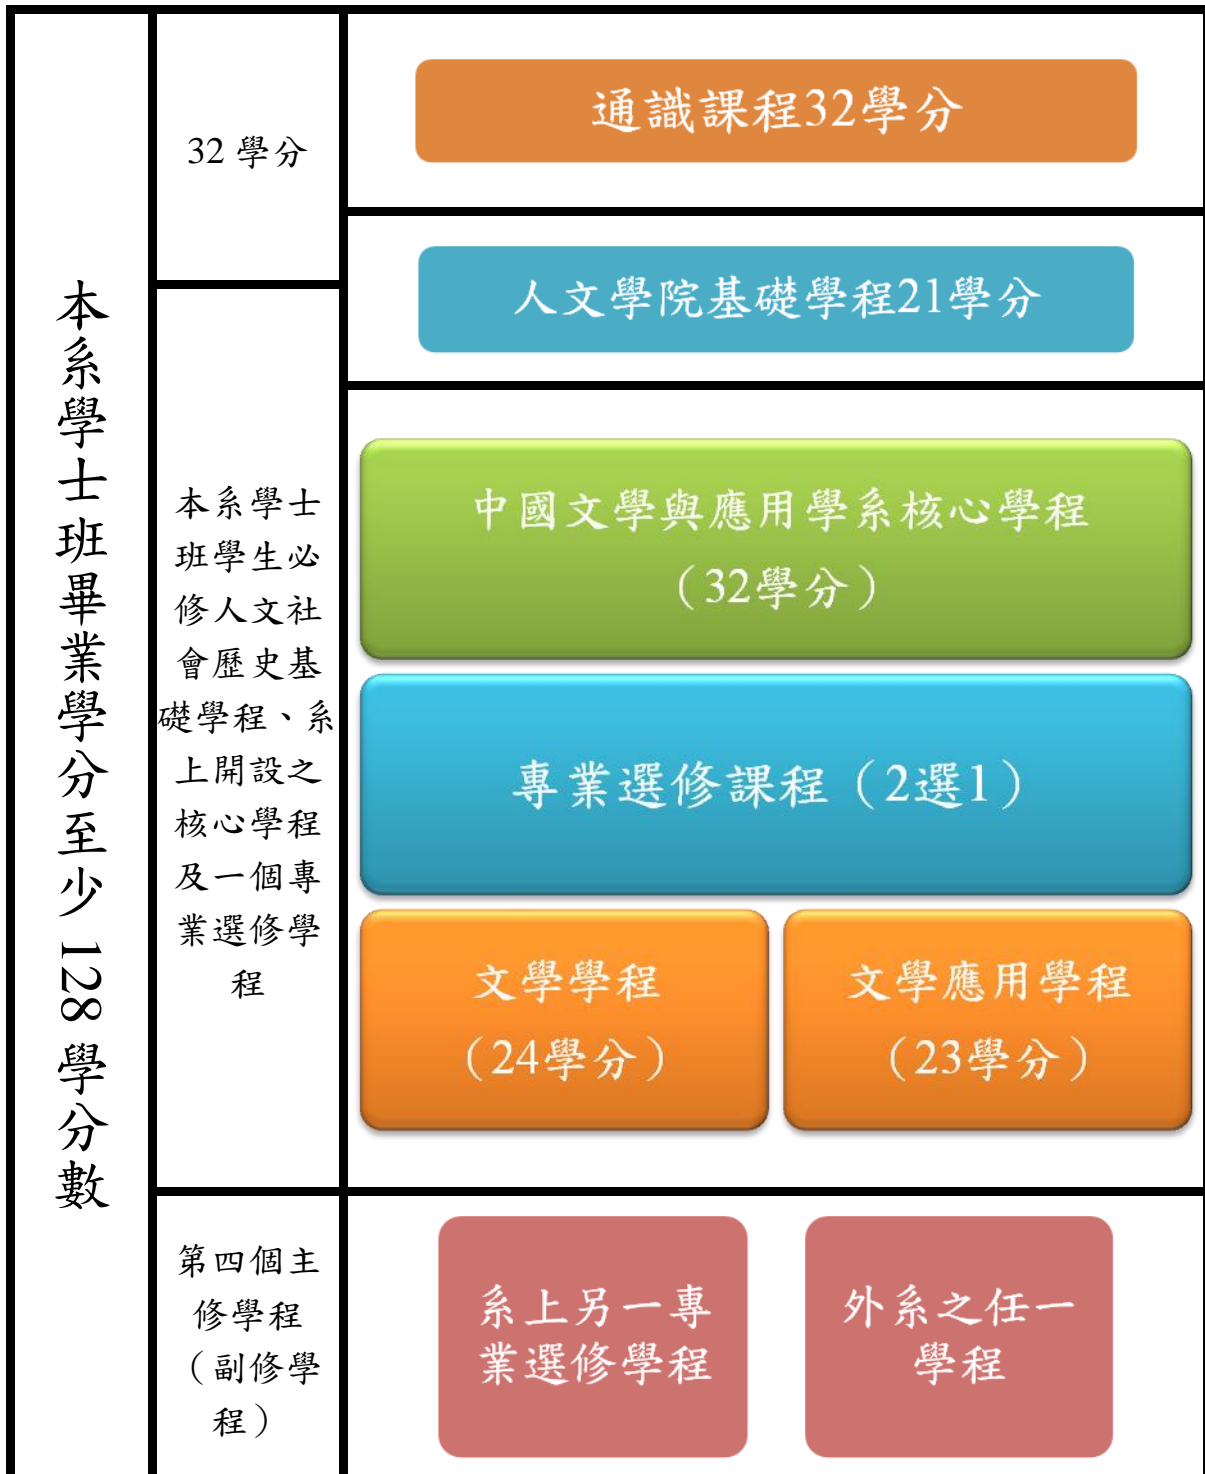 本系學士班畢業學分至少 128 學分數
32 學分
通識課程32學分
人文學院基礎學程21學分
本系學士
班學生必
修人文社
會歷史基
礎學程、系
上開設之
核心學程
及一個專
業選修學
程
中國文學與應用學系核心學程
（32學分）
專業選修課程（2選1）
文學學程
（24學分）
文學應用學程
（23學分）
第四個主
修學程
（副修學
程）
系上另一專
業選修學程
外系之任一
學程